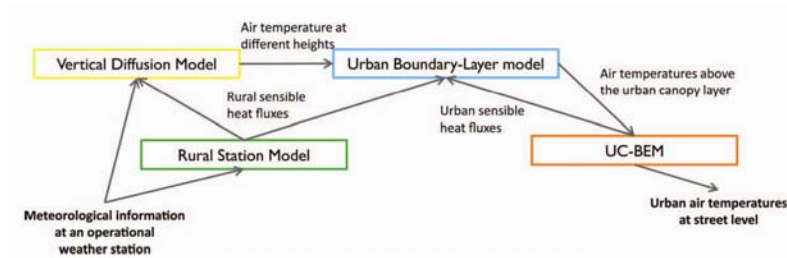 Air temperature at
different heights
Vertical Diffusion Model
Urban Boundary-Layer model
Air temperatures above
the urban canopy layer
Rural sensible
heat fluxes
Urban sensible
heat fluxes
Rural Station Model
UC-BEM
Meteorological information
at an operational
weather station
Urban air temperatures
at street level